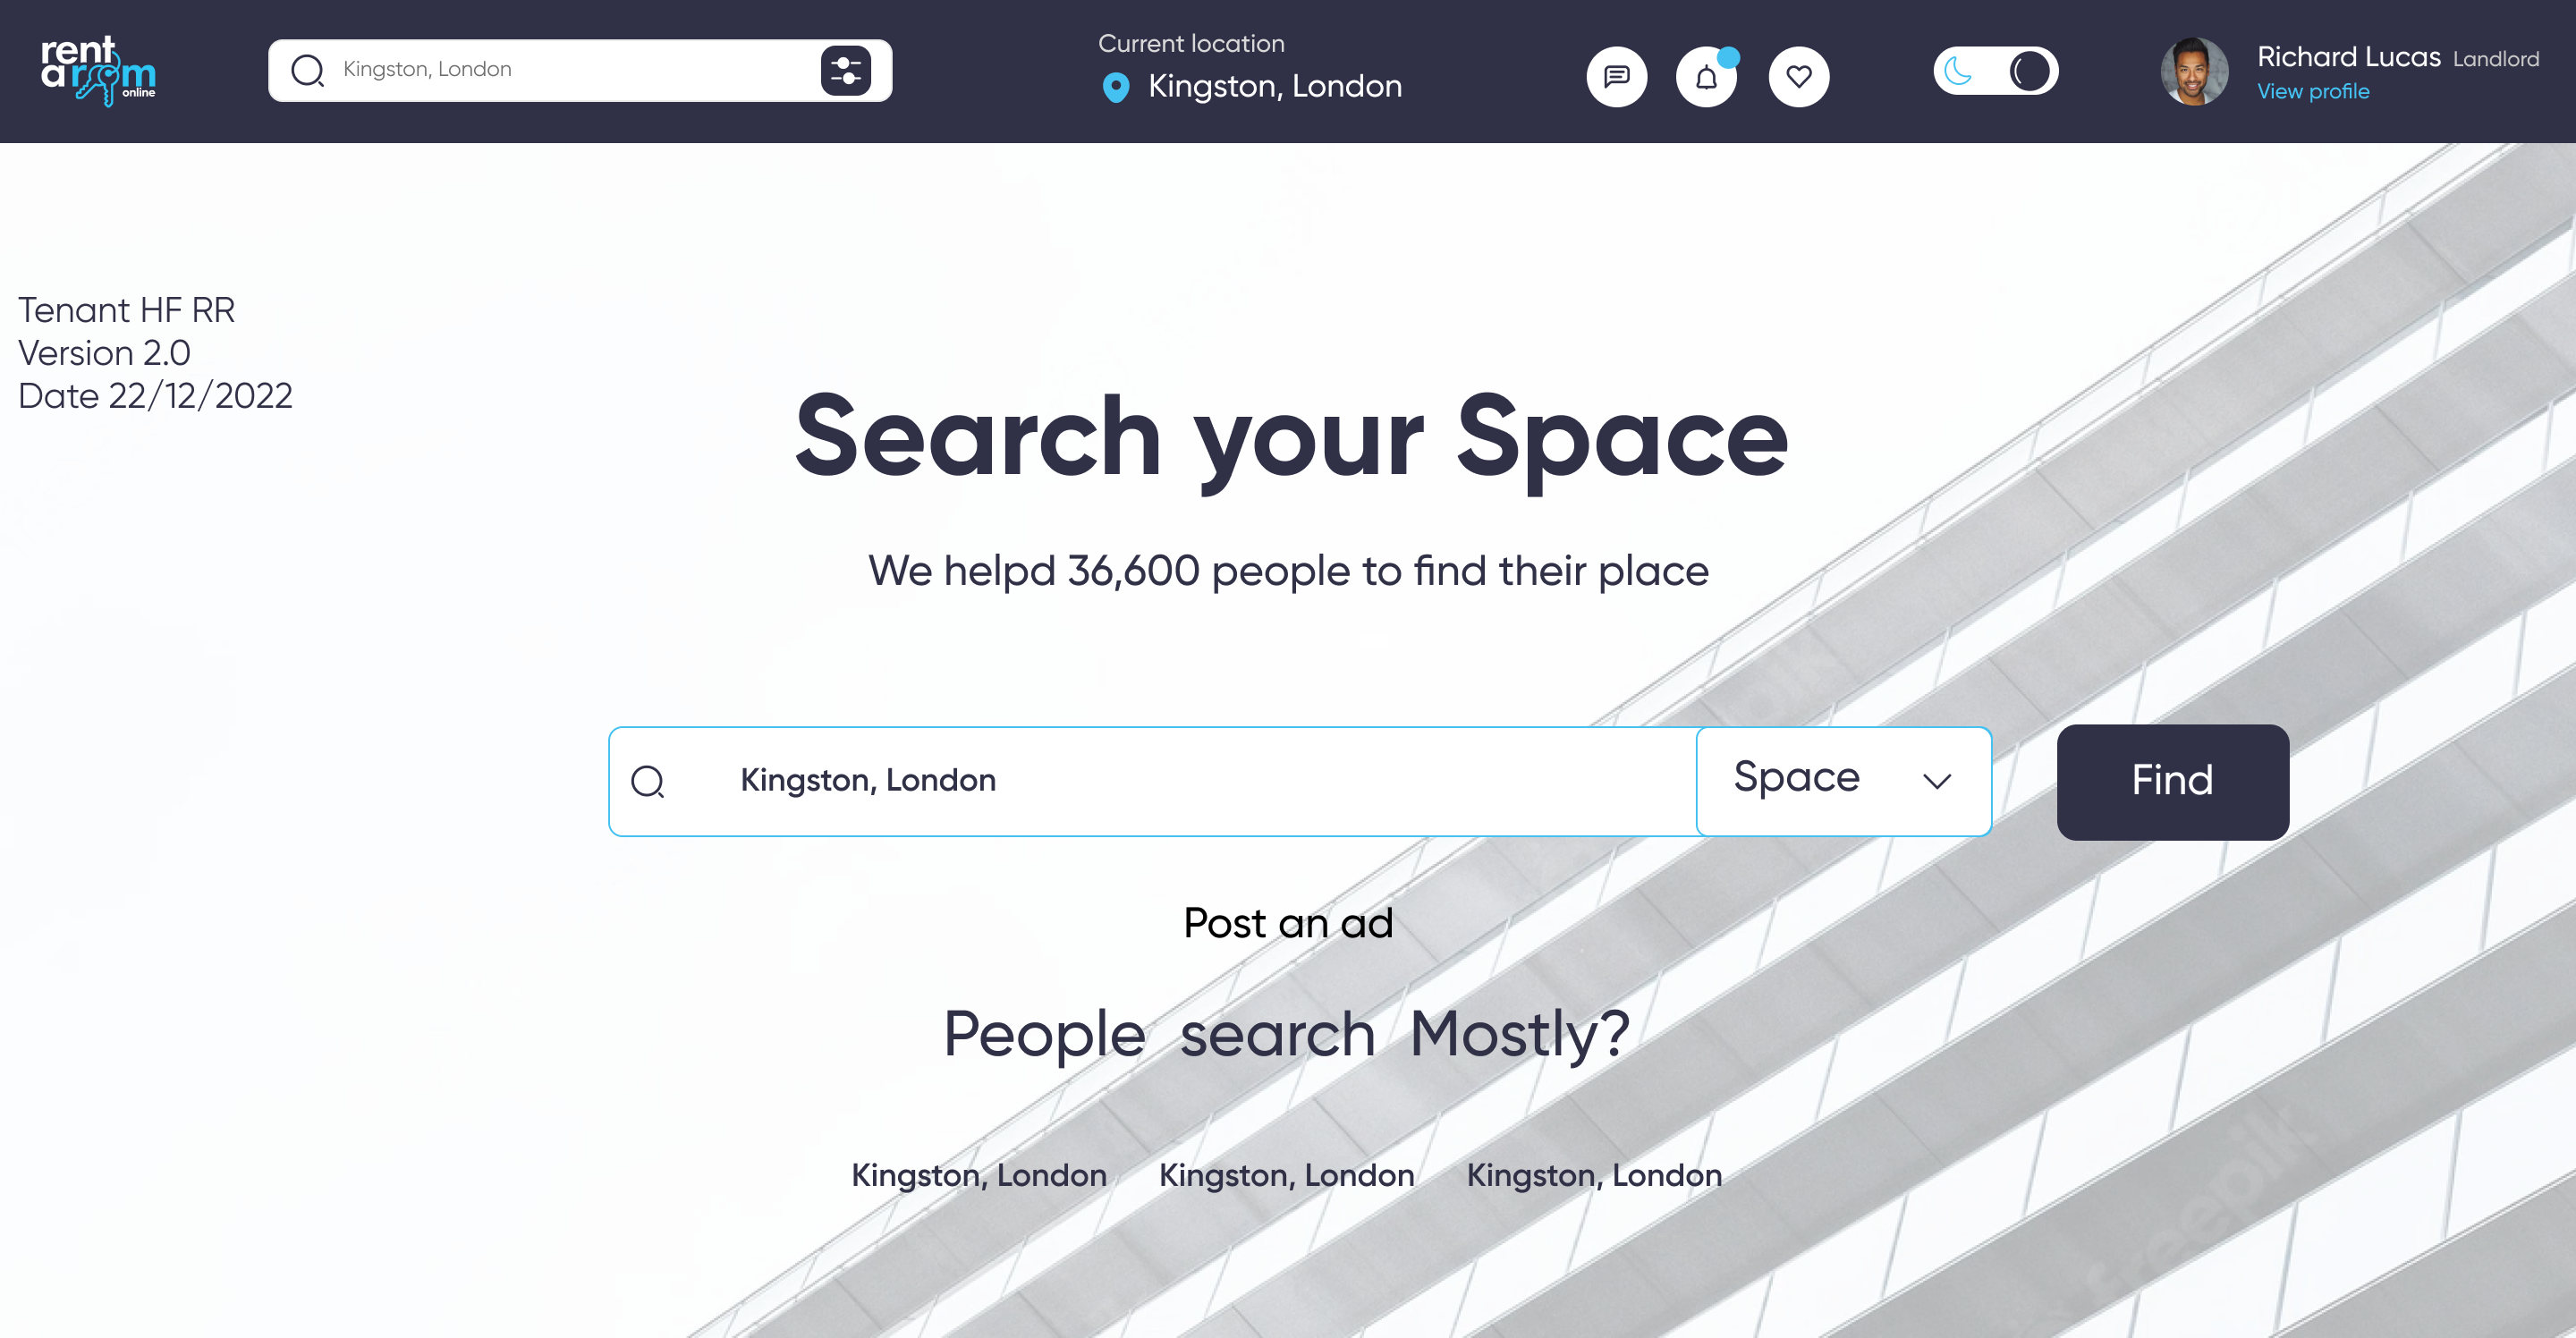 rent
a room
online
Kingston, London
Current location
Kingston, London
Richard Lucas Landlord
View profile
Tenant HF RR
Version 2.0
Date 22/12/2022
Search your Space
We helpd 36,600 people to find their place
Kingston, London
Space
Find
Post an ad
People search Mostly?
Kingston, London Kingston, London Kingston, London
freepik